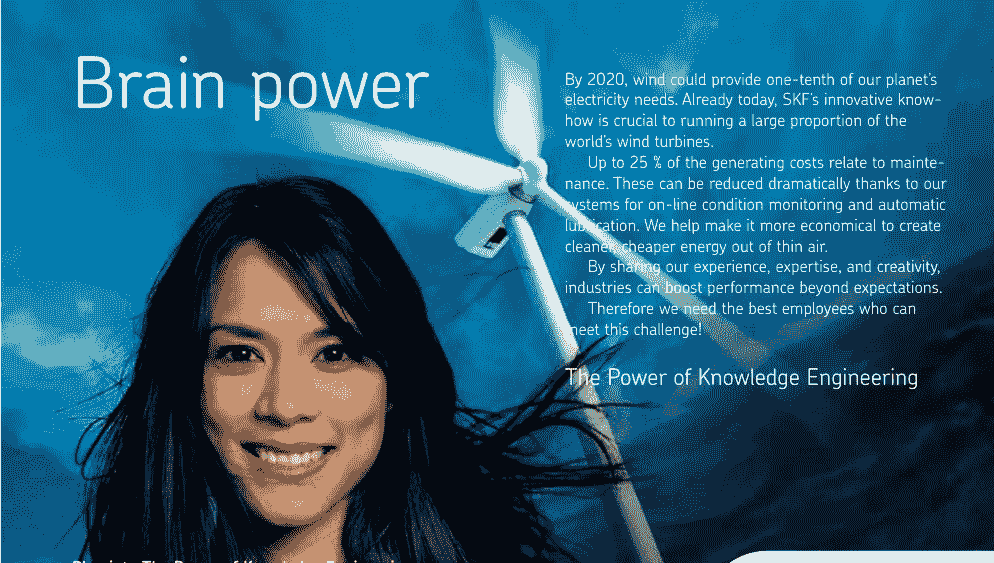 Brain power
By 2020, wind could provide one-tenth of our planet's
electricity needs. Already today, SKF's innovative know-
how is crucial to running a large proportion of the
world's wind turbines.
Up to 25 % of the generating costs relate to mainte-
nance. These can be reduced dramatically thanks to our
systems for on-line condition monitoring and automatic
lubrication. We help make it more economical to create
cleaner, cheaper energy out of thin air.
By sharing our experience, expertise, and creativity,
industries can boost performance beyond expectations.
Therefore we need the best employees who can
meet this challenge!
The Power of Knowledge Engineering